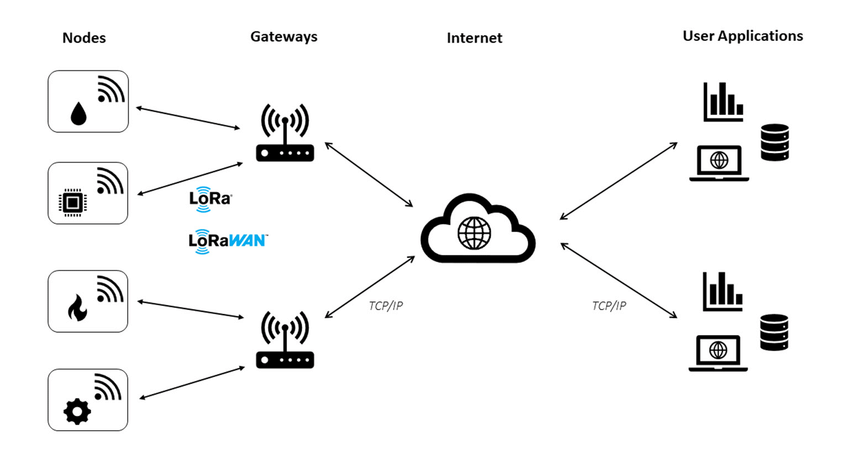 Nodes
Gateways
Internet
User Applications
LoRa
LoRaWAN
TCP/IP
TCP/IP